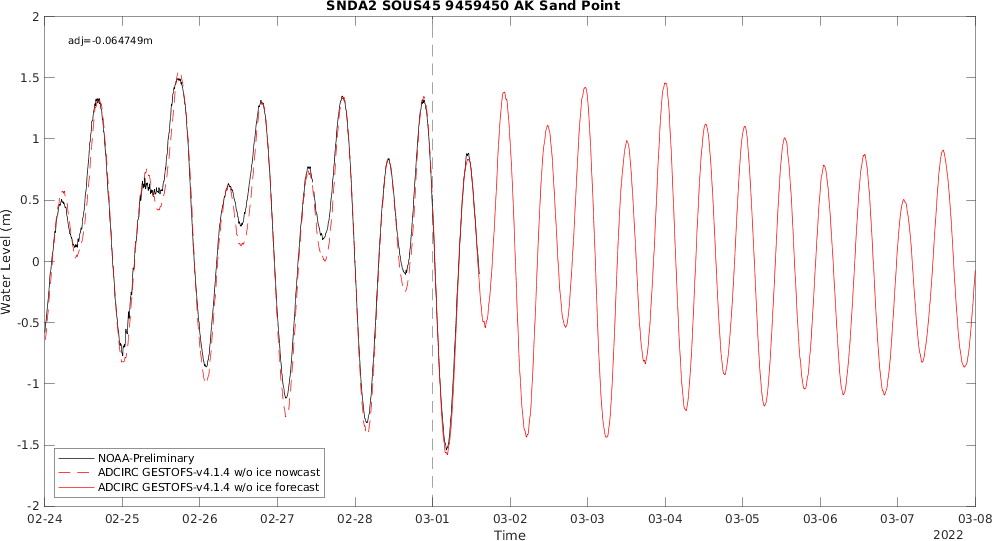 SNDA2 SOUS45 9459450 AK Sand Point
2
adj=-0.064749m
1.5
1
0.5
0
-0.5
-1
-1.5
-2
Water Level (m)
NOAA-Preliminary
ADCIRC GESTOFS-v4.1.4 w/o ice nowcast
ADCIRC GESTOFS-v4.1.4 w/o ice forecast
02-24 02-25 02-26 02-27 02-28 03-01 03-02 03-03 03-04 03-05 03-06 03-07 03-08
Time
2022